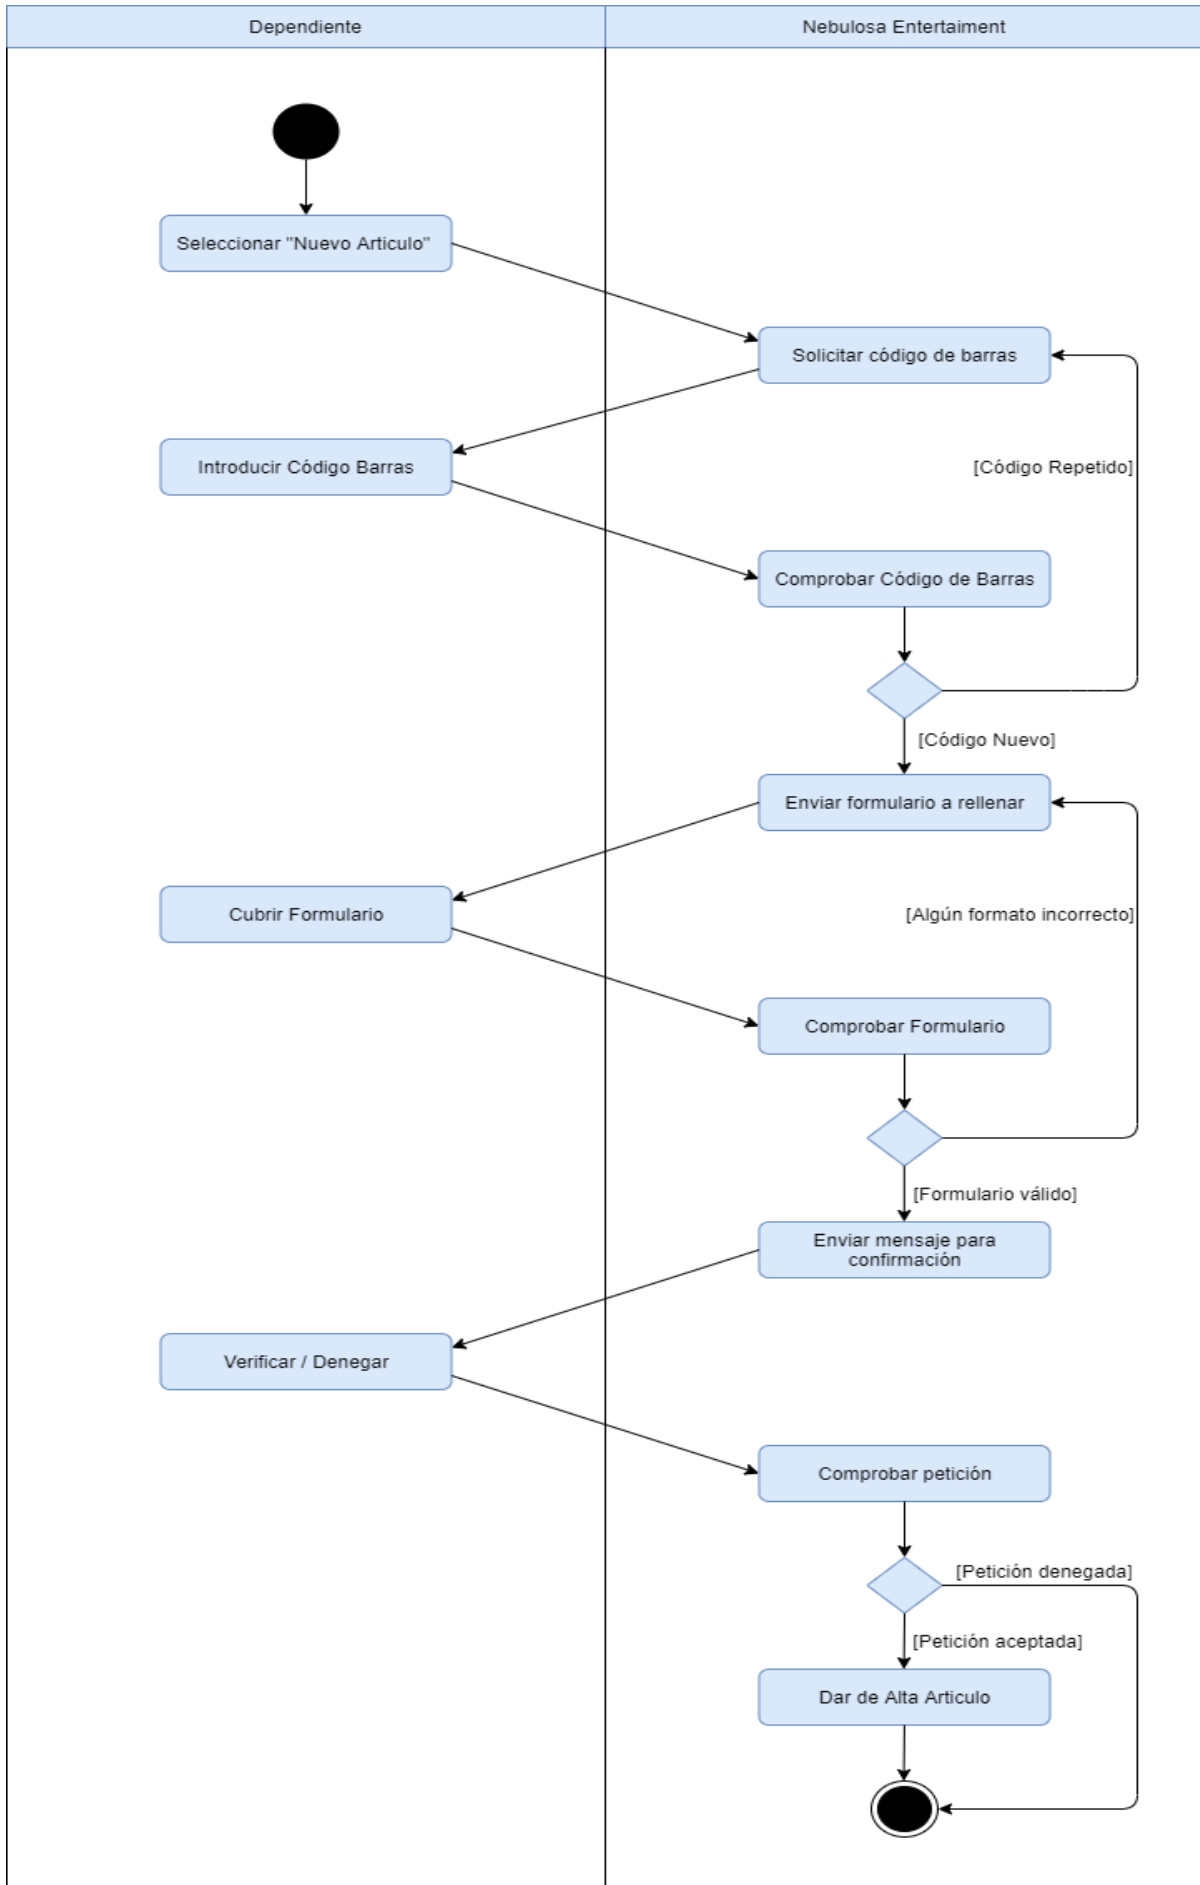 Dependiente
Nebulosa Entertaiment
Seleccionar "Nuevo Articulo"
Solicitar código de barras
Introducir Código Barras
[Código Repetido]
Comprobar Código de Barras
[Código Nuevo]
Enviar formulario a rellenar
Cubrir Formulario
[Algún formato incorrecto]
Comprobar Formulario
[Formulario válido]
Enviar mensaje para
confirmación
Verificar / Denegar
Comprobar petición
[Petición denegada]
[Petición aceptada]
Dar de Alta Articulo